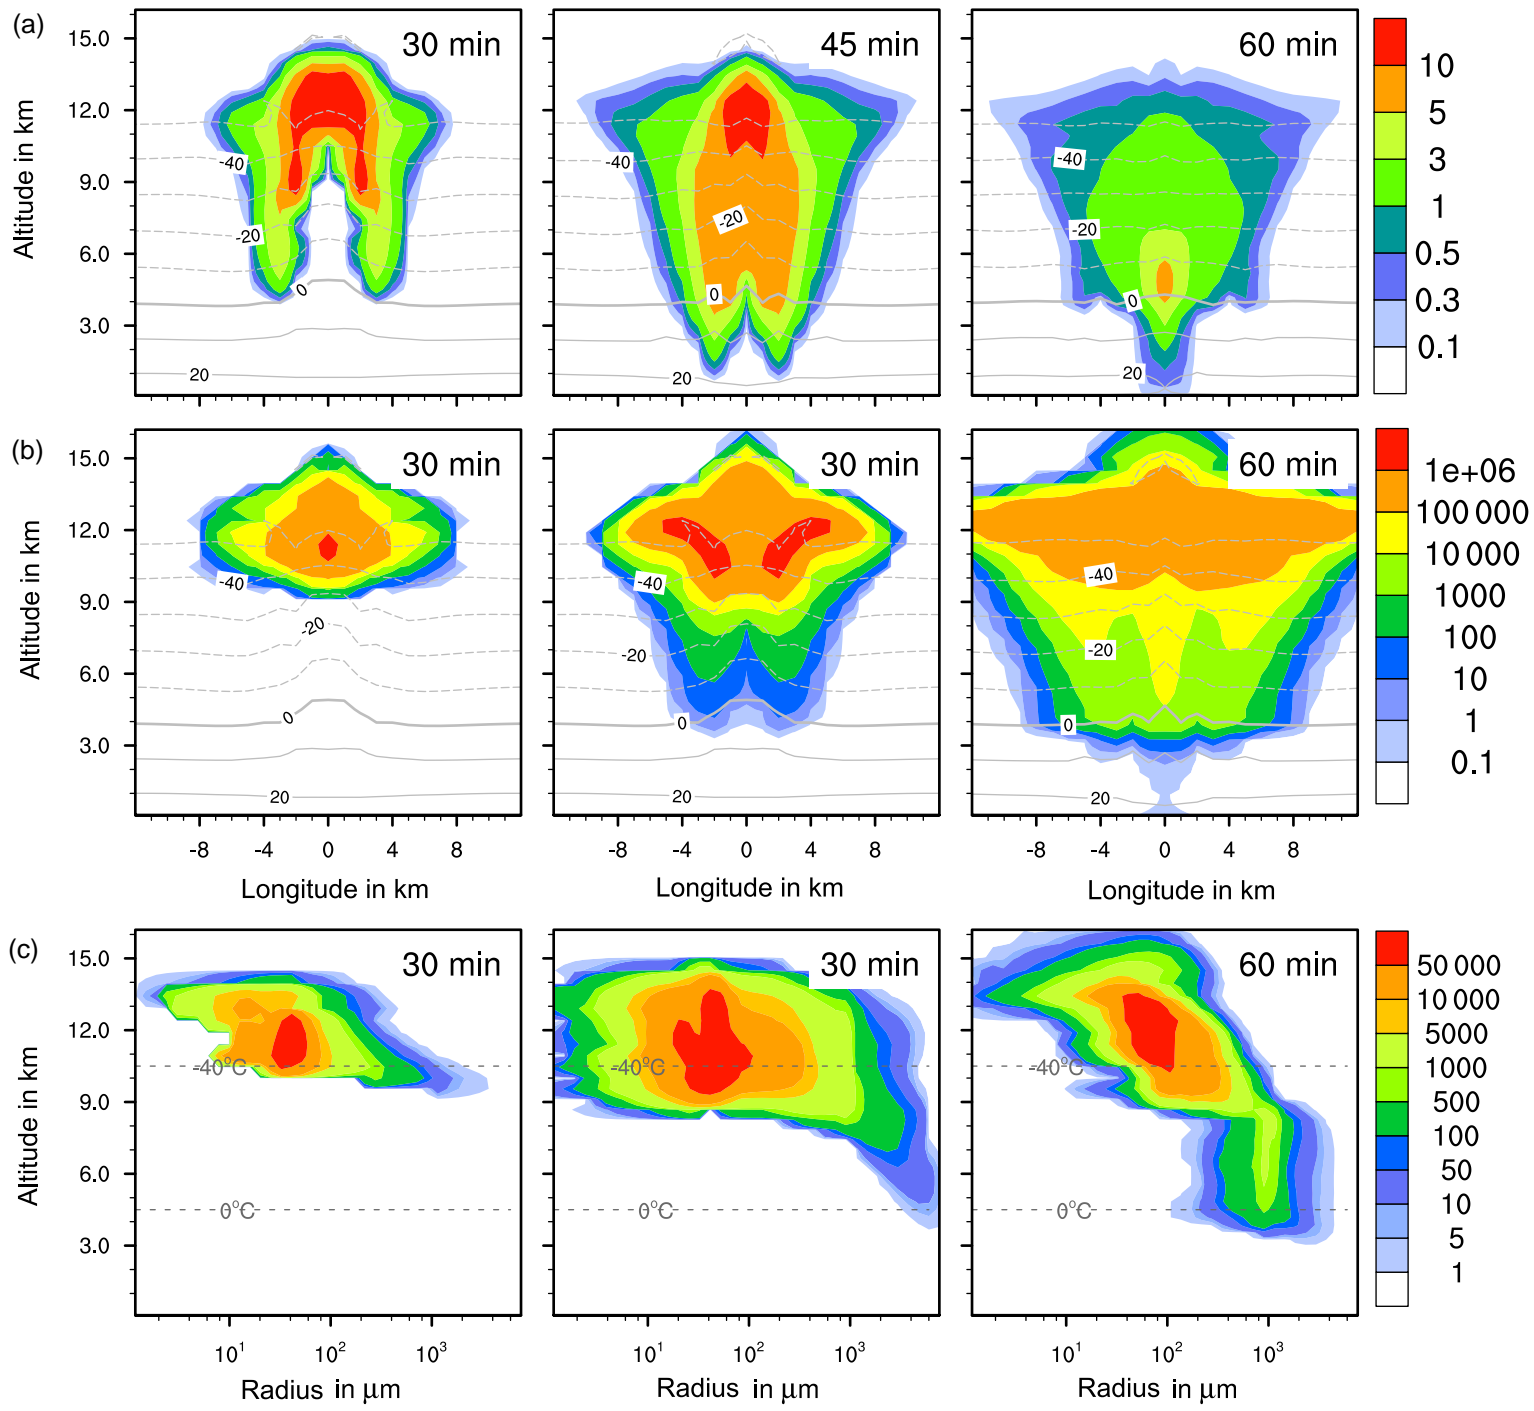 (a)
30 min
45 min
60 min
Altitude in km
15.0
12.0
9.0
6.0
3.0
-40
-20
0
20
-40
-20
0
20
-40
-20
0
20
10
5
3
1
0.5
0.3
0.1
(b)
30 min
30 min
60 min
Altitude in km
15.0
12.0
9.0
6.0
3.0
-40
-20
0
20
-40
-20
0
20
-40
-20
0
20
1e+06
100 000
10 000
1000
100
10
1
0.1
-8 -4 0 4 8
-8 -4 0 4 8
-8 -4 0 4 8
Longitude in km
Longitude in km
Longitude in km
(c)
30 min
30 min
60 min
Altitude in km
15.0
12.0
9.0
6.0
3.0
-40°C
0°C
-40°C
0°C
-40°C
0°C
50 000
10 000
5000
1000
500
100
50
10
5
1
10¹ 10² 10³
10¹ 10² 10³
10¹ 10² 10³
Radius in μm
Radius in μm
Radius in μm